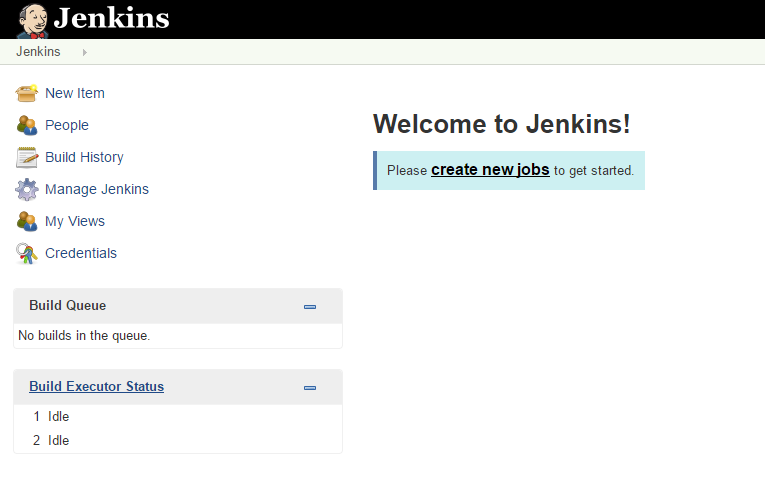 Jenkins
Jenkins
New Item
People
Build History
Manage Jenkins
My Views
Credentials
Welcome to Jenkins!
Please create new jobs to get started.
Build Queue
No builds in the queue.
Build Executor Status
1 Idle
2 Idle